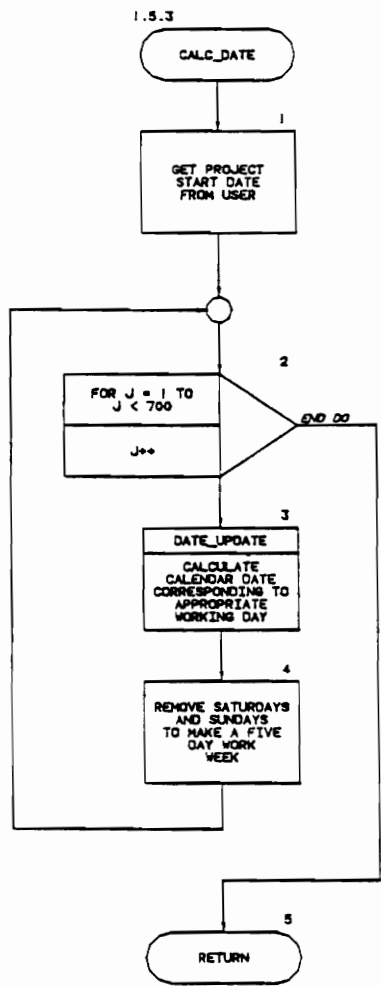 1.5.3
CALC_DATE
1
GET PROJECT
START DATE
FROM USER
2
FOR J = 1 TO
J < 700
J++
END DO
3
DATE_UPDATE
CALCULATE
CALENDAR DATE
CORRESPONDING TO
APPROPRIATE
WORKING DAY
4
REMOVE SATURDAYS
AND SUNDAYS
TO MAKE A FIVE
DAY WORK
WEEK
5
RETURN